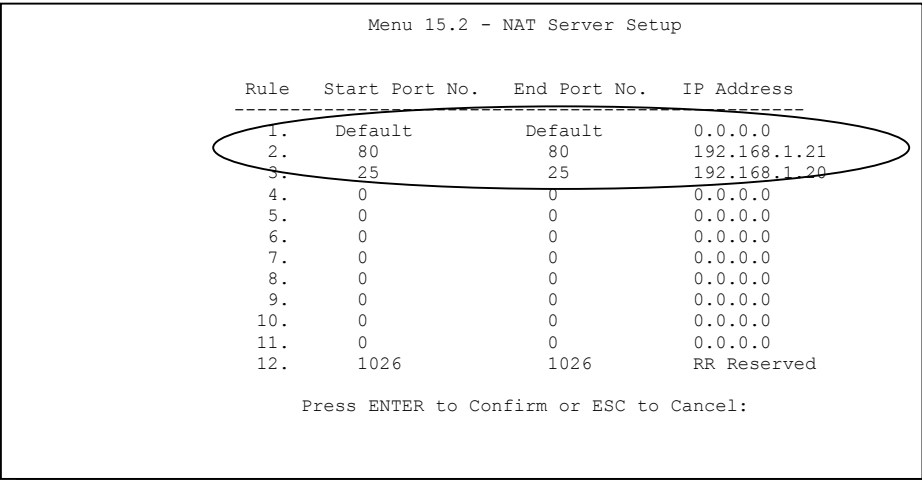 Menu 15.2 - NAT Server Setup
Rule Start Port No. End Port No. IP Address
---------------------------------------------------------
1. Default Default 0.0.0.0
2. 80 80 192.168.1.21
3. 25 25 192.168.1.20
4. 0 0 0.0.0.0
5. 0 0 0.0.0.0
6. 0 0 0.0.0.0
7. 0 0 0.0.0.0
8. 0 0 0.0.0.0
9. 0 0 0.0.0.0
10. 0 0 0.0.0.0
11. 0 0 0.0.0.0
12. 1026 1026 RR Reserved
Press ENTER to Confirm or ESC to Cancel: